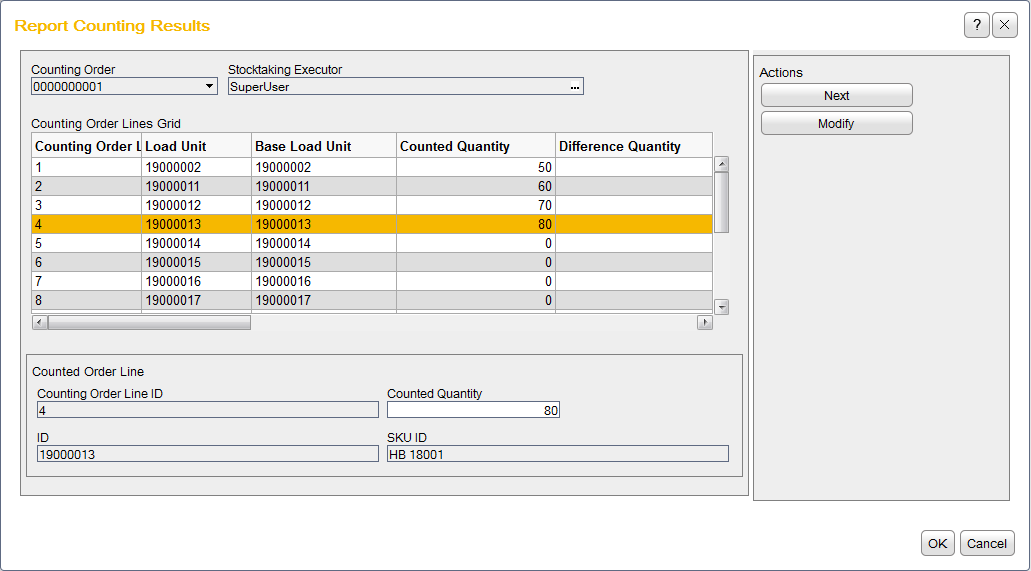 Report Counting Results
?
Counting Order
Stocktaking Executor
0000000001
SuperUser ...
Counting Order Lines Grid
Counting Order L Load Unit Base Load Unit Counted Quantity Difference Quantity
1 19000002 19000002 50
2 19000011 19000011 60
3 19000012 19000012 70
4 19000013 19000013 80
5 19000014 19000014 0
6 19000015 19000015 0
7 19000016 19000016 0
8 19000017 19000017 0
Counted Order Line
Counting Order Line ID Counted Quantity
4 80
ID SKU ID
19000013 HB 18001
Actions
Next
Modify
OK Cancel